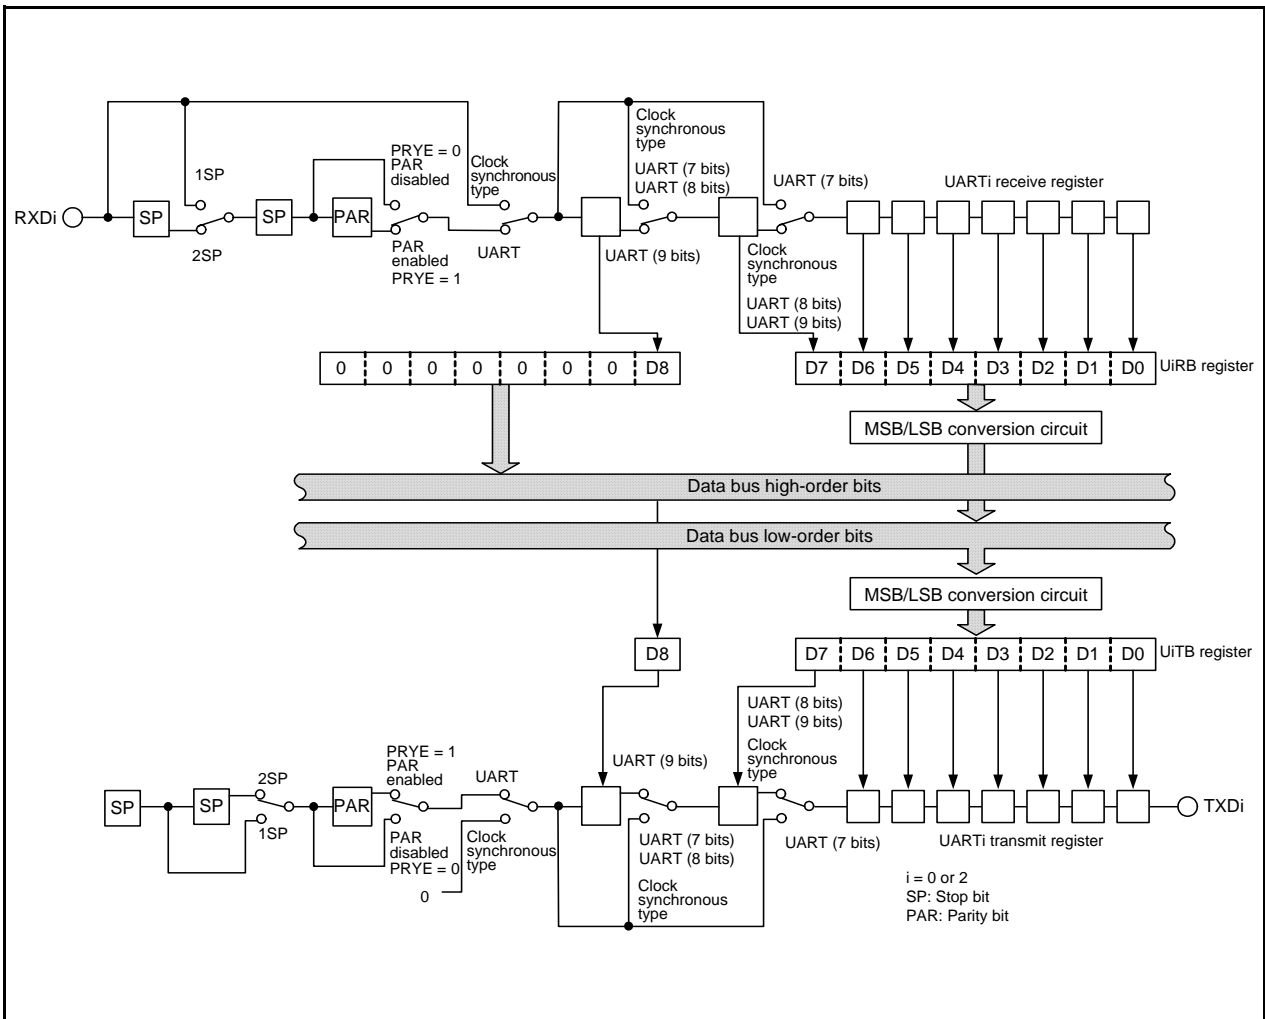 Clock
synchronous
type
PRYE = 0
PAR
disabled
Clock
synchronous
type
1SP
UART (7 bits)
UART (8 bits)
UART (7 bits)
UARTi receive register
RXDi
SP
SP
PAR
2SP
PAR
enabled
PRYE = 1
UART
UART (9 bits)
Clock
synchronous
type
UART (8 bits)
UART (9 bits)
0 0 0 0 0 0 0 D8
D7 D6 D5 D4 D3 D2 D1 D0
UiRB register
MSB/LSB conversion circuit
Data bus high-order bits
Data bus low-order bits
MSB/LSB conversion circuit
D8
D7 D6 D5 D4 D3 D2 D1 D0
UiTB register
UART (8 bits)
UART (9 bits)
Clock
synchronous
type
PRYE = 1
PAR
enabled
UART
UART (9 bits)
2SP
SP
SP
PAR
TXDi
1SP
PAR
disabled
PRYE = 0
Clock
synchronous
type
0
UART (7 bits)
UART (8 bits)
Clock
synchronous
type
UART (7 bits)
UARTi transmit register
i = 0 or 2
SP: Stop bit
PAR: Parity bit